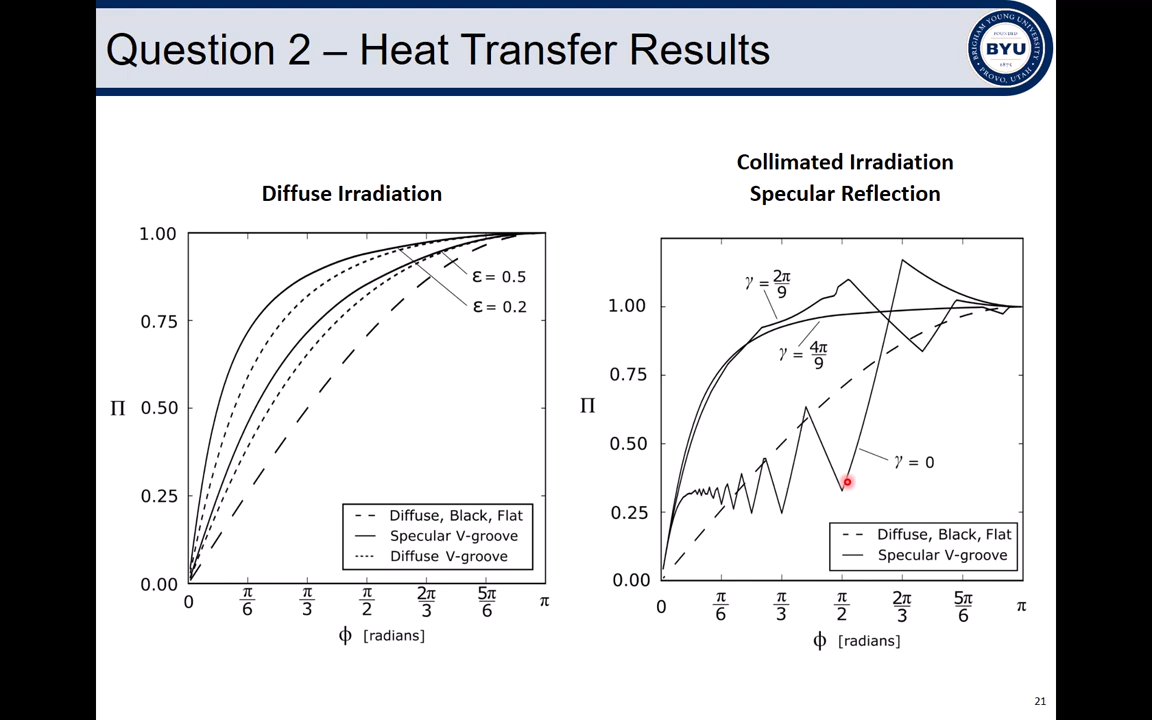 Question 2 – Heat Transfer Results
BRIGHAM YOUNG UNIVERSITY
FOUNDED
BYU
1875
PROVO, UTAH
Diffuse Irradiation
1.00
0.75
Π 0.50
0.25
0.00
ε = 0.5
ε = 0.2
Diffuse, Black, Flat
Specular V-groove
Diffuse V-groove
0 π/6 π/3 π/2 2π/3 5π/6 π
ϕ [radians]
Collimated Irradiation
Specular Reflection
1.00
0.75
Π
0.50
0.25
0.00
γ = 2π/9
γ = 4π/9
γ = 0
Diffuse, Black, Flat
Specular V-groove
0 π/6 π/3 π/2 2π/3 5π/6 π
ϕ [radians]
21